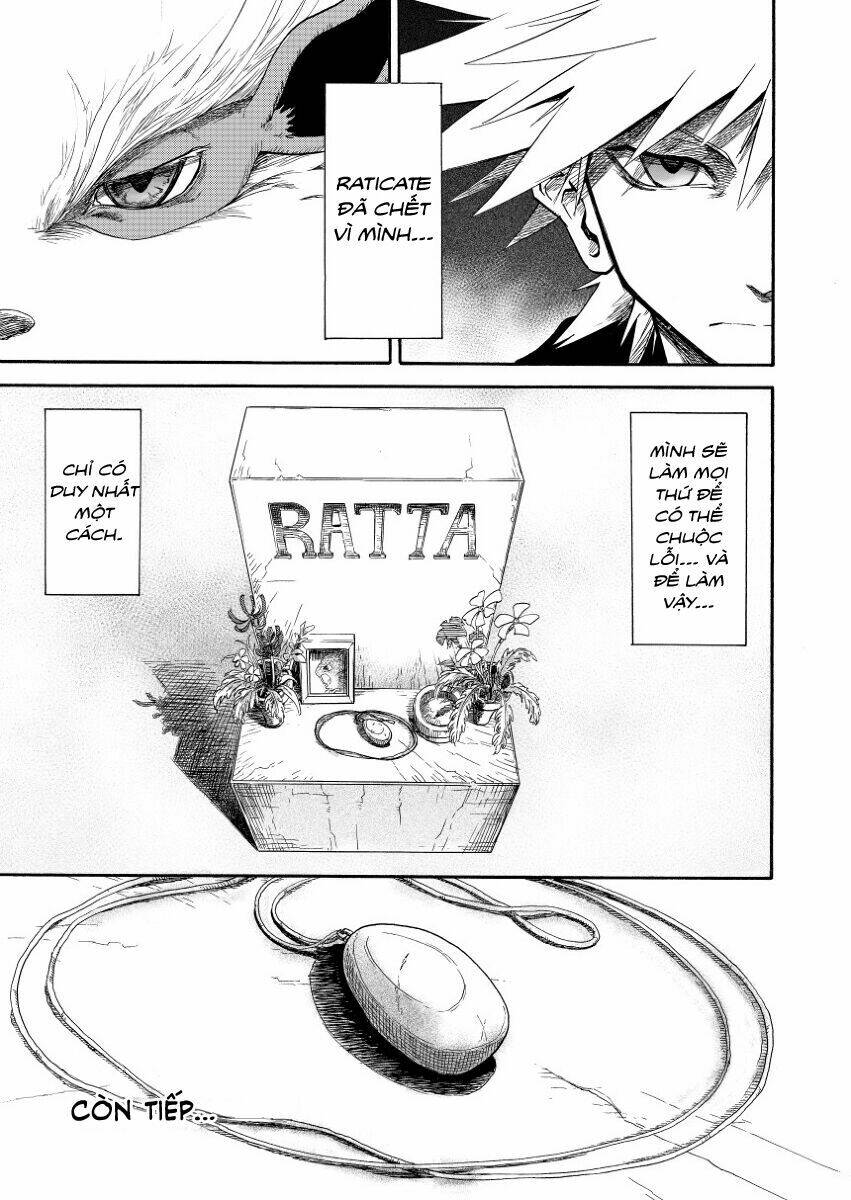 RATICATE
ĐÃ CHẾT
VÌ MÌNH...
MÌNH SẼ
LÀM MỌI
THỨ ĐỂ
CÓ THỂ
CHUỘC
LỖI... VÀ
ĐỂ LÀM
VẬY...
CHỈ CÓ
DUY NHẤT
MỘT
CÁCH.
RATTA
CÒN TIẾP...